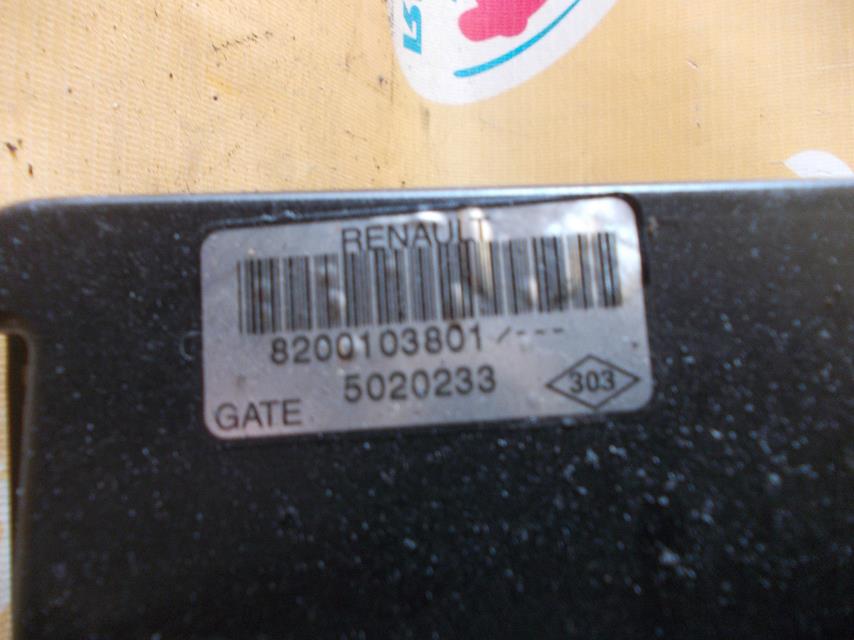 RENAULT
8200103801 /---
5020233
303
GATE